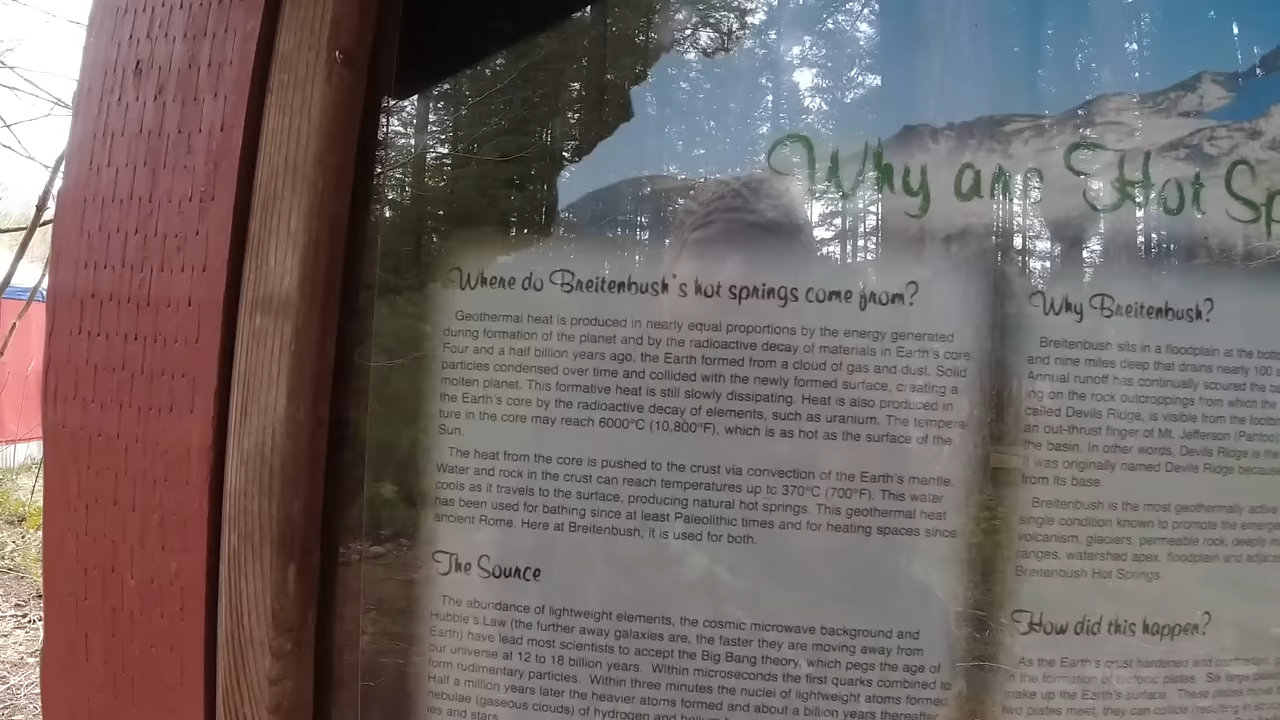 Why are Hot Sp
Where do Breitenbush's hot springs come from?
Geothermal heat is produced in nearly equal proportions by the energy generated
during formation of the planet and by the radioactive decay of materials in Earth's core.
Four and a half billion years ago, the Earth formed from a cloud of gas and dust. Solid
particles condensed over time and collided with the newly formed surface, creating a
molten planet. This formative heat is still slowly dissipating. Heat is also produced in
the Earth's core by the radioactive decay of elements, such as uranium. The tempera-
ture in the core may reach 6000°C (10,800°F), which is as hot as the surface of the
Sun.
The heat from the core is pushed to the crust via convection of the Earth's mantle.
Water and rock in the crust can reach temperatures up to 370°C (700°F). This water
cools as it travels to the surface, producing natural hot springs. This geothermal heat
has been used for bathing since at least Paleolithic times and for heating spaces since
ancient Rome. Here at Breitenbush, it is used for both.
The Source
The abundance of lightweight elements, the cosmic microwave background and
Hubble's Law (the further away galaxies are, the faster they are moving away from
Earth) have lead most scientists to accept the Big Bang theory, which pegs the age of
our universe at 12 to 18 billion years. Within microseconds the first quarks combined to
form rudimentary particles. Within three minutes the nuclei of lightweight atoms formed.
Half a million years later the heavier atoms formed and about a billion years thereafter
nebulae (gaseous clouds) of hydrogen and helium
ies and stars.
Why Breitenbush?
Breitenbush sits in a floodplain at the bott
and nine miles deep that drains nearly 100 s
Annual runoff has continually scoured the ba
ing on the rock outcroppings from which the
called Devils Ridge, is visible from the footb
an out-thrust finger of Mt. Jefferson (Pahtoo
the basin. In other words, Devils Ridge is the
it was originally named Devils Ridge because
from its base.
Breitenbush is the most geothermally active
single condition known to promote the emerge
volcanism, glaciers, permeable rock, deeply in
ranges, watershed apex, floodplain and adjace
Breitenbush Hot Springs.
How did this happen?
As the Earth's crust hardened and
in the formation of tectonic plates. Six large plates
make up the Earth's surface. These plates move
two plates meet, they can collide (resulting in